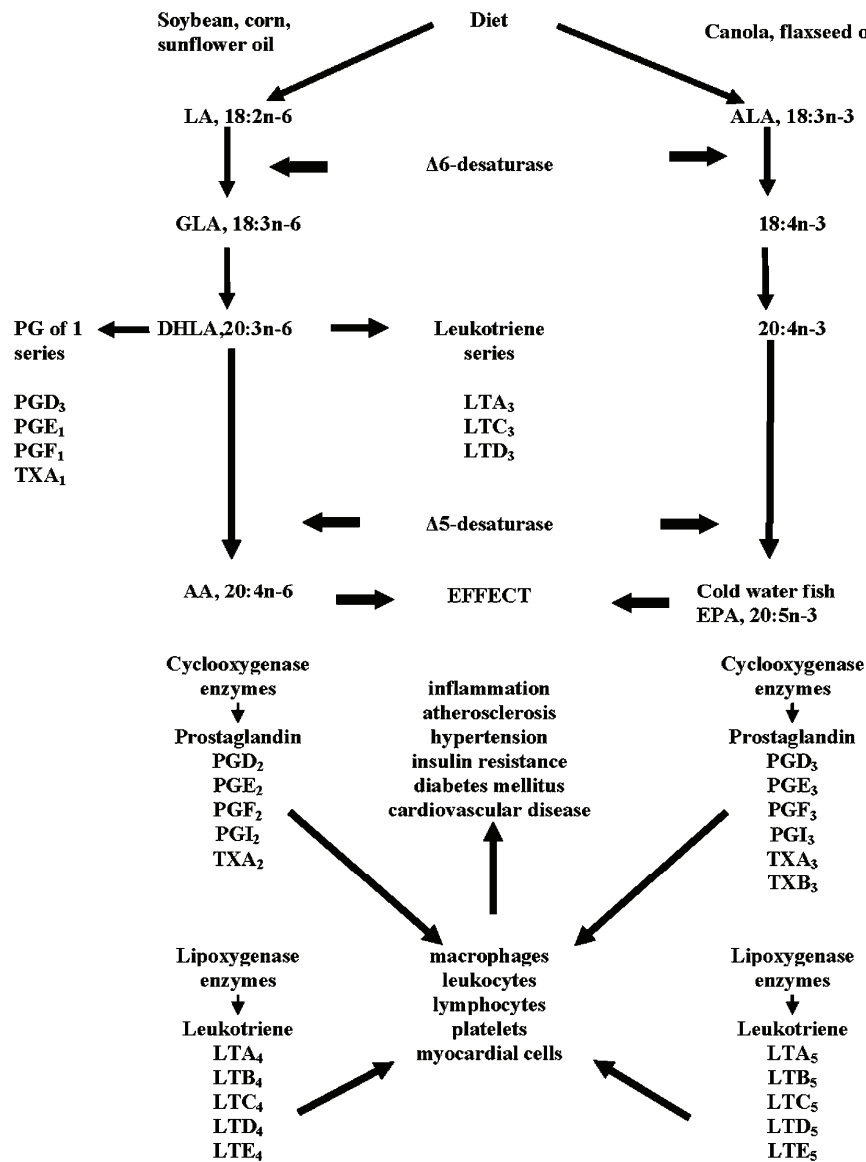 Soybean, corn,
sunflower oil
Diet
Canola, flaxseed o
LA, 18:2n-6
ALA, 18:3n-3
Δ6-desaturase
GLA, 18:3n-6
18:4n-3
PG of 1
series
DHLA,20:3n-6
Leukotriene
series
20:4n-3
PGD₃
PGE₁
PGF₁
TXA₁
LTA₃
LTC₃
LTD₃
Δ5-desaturase
AA, 20:4n-6
EFFECT
Cold water fish
EPA, 20:5n-3
Cyclooxygenase
enzymes
Prostaglandin
PGD₂
PGE₂
PGF₂
PGI₂
TXA₂
inflammation
atherosclerosis
hypertension
insulin resistance
diabetes mellitus
cardiovascular disease
Cyclooxygenase
enzymes
Prostaglandin
PGD₃
PGE₃
PGF₃
PGI₃
TXA₃
TXB₃
Lipoxygenase
enzymes
Leukotriene
LTA₄
LTB₄
LTC₄
LTD₄
LTE₄
macrophages
leukocytes
lymphocytes
platelets
myocardial cells
Lipoxygenase
enzymes
Leukotriene
LTA₅
LTB₅
LTC₅
LTD₅
LTE₅